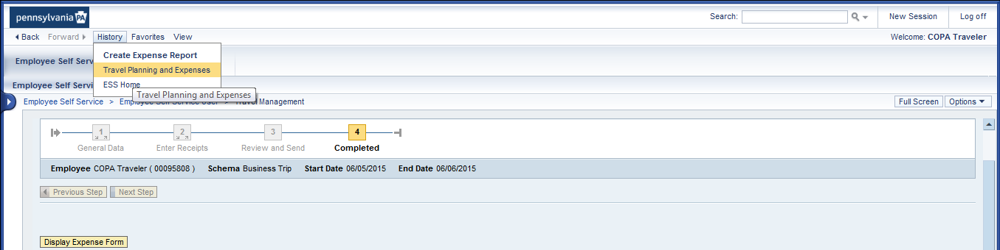 pennsylvania PA
Search:
New Session
Log off
Back Forward History Favorites View
Welcome: COPA Traveler
Create Expense Report
Employee Self Serv
Travel Planning and Expenses
Employee Self Servi
ESS Home
Travel Planning and Expenses
Employee Self Service > Employee Self-Service User > Travel Management
Full Screen Options
1 2 3 4
General Data Enter Receipts Review and Send Completed
Employee COPA Traveler ( 00095808 ) Schema Business Trip Start Date 06/05/2015 End Date 06/06/2015
Previous Step Next Step
Display Expense Form